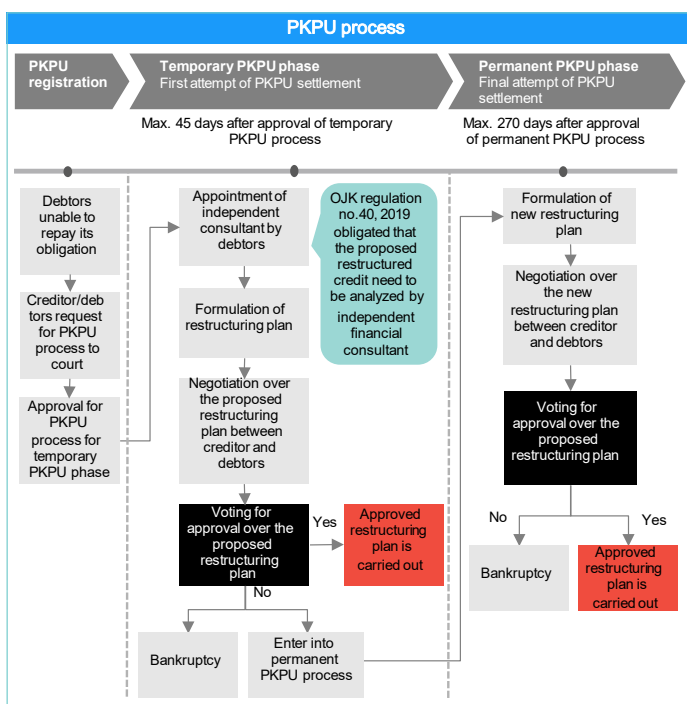 PKPU process
PKPU
registration
Temporary PKPU phase
First attempt of PKPU settlement
Permanent PKPU phase
Final attempt of PKPU
settlement
Max. 45 days after approval of temporary
PKPU process
Max. 270 days after approval
of permanent PKPU process
Debtors
unable to
repay its
obligation
Creditor/deb
tors request
for PKPU
process to
court
Approval for
PKPU
process for
temporary
PKPU phase
Appointment of
independent
consultant by
debtors
OJK regulation
no.40, 2019
obligated that
the proposed
restructured
credit need to
be analyzed by
independent
financial
consultant
Formulation of
restructuring plan
Negotiation over
the proposed
restructuring
plan between
creditor and
debtors
Voting for
approval over the
proposed
restructuring
plan
Yes
Approved
restructuring
plan is
carried out
No
Bankruptcy
Enter into
permanent
PKPU process
Formulation of
new restructuring
plan
Negotiation over
the new
restructuring plan
between creditor
and debtors
Voting for
approval over the
proposed
restructuring plan
No
Yes
Bankruptcy
Approved
restructuring
plan is
carried out